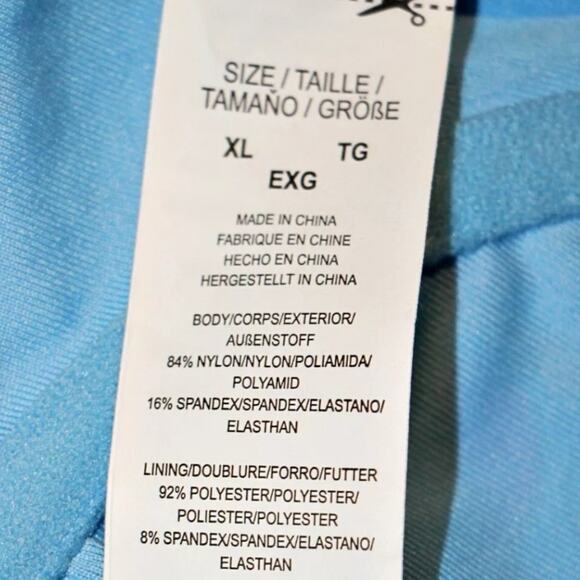 SIZE / TAILLE /
TAMAÑO / GRÖßE
XL TG
EXG
MADE IN CHINA
FABRIQUE EN CHINE
HECHO EN CHINA
HERGESTELLT IN CHINA
BODY/CORPS/EXTERIOR/
AUßENSTOFF
84% NYLON/NYLON/POLIAMIDA/
POLYAMID
16% SPANDEX/SPANDEX/ELASTANO/
ELASTHAN
LINING/DOUBLURE/FORRO/FUTTER
92% POLYESTER/POLYESTER/
POLIESTER/POLYESTER
8% SPANDEX/SPANDEX/ELASTANO/
ELASTHAN